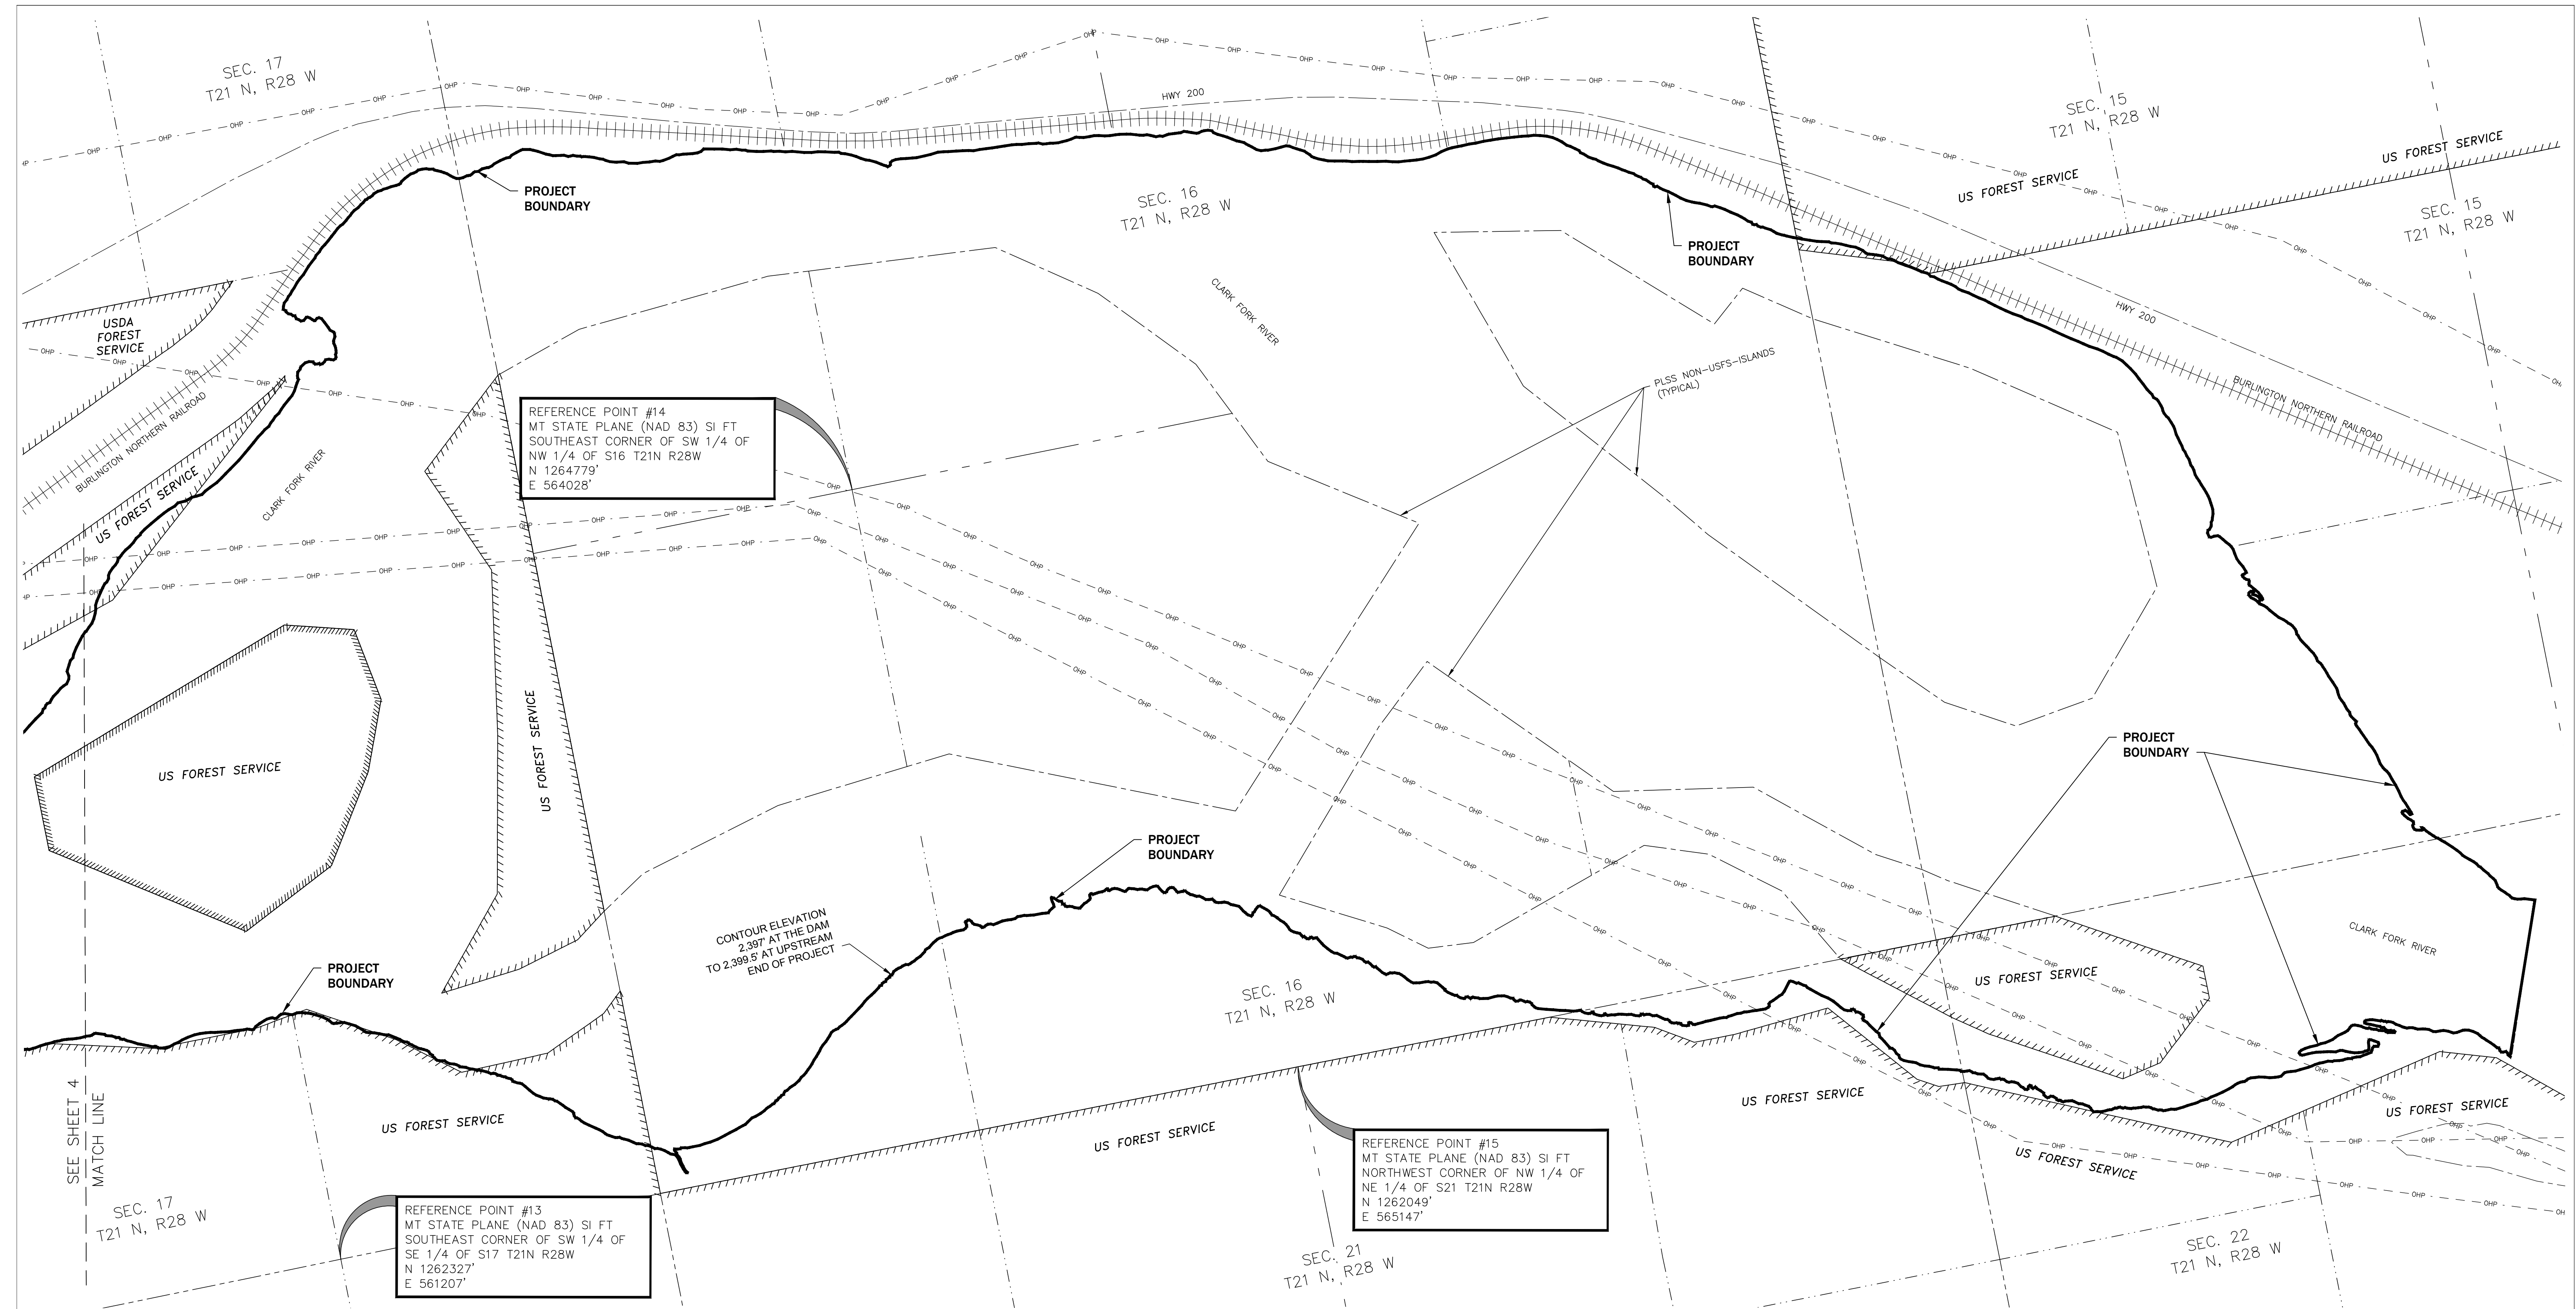 SEC. 17
T21 N, R28 W
HWY 200
SEC. 15
T21 N, R28 W
US FOREST SERVICE
US FOREST SERVICE
SEC. 15
T21 N, R28 W
PROJECT
BOUNDARY
SEC. 16
T21 N, R28 W
PROJECT
BOUNDARY
CLARK FORK RIVER
HWY 200
BURLINGTON NORTHERN RAILROAD
USDA
FOREST
SERVICE
BURLINGTON NORTHERN RAILROAD
US FOREST SERVICE
CLARK FORK RIVER
REFERENCE POINT #14
MT STATE PLANE (NAD 83) SI FT
SOUTHEAST CORNER OF SW 1/4 OF
NW 1/4 OF S16 T21N R28W
N 1264779'
E 564028'
PLSS NON-USFS-ISLANDS
(TYPICAL)
US FOREST SERVICE
US FOREST SERVICE
PROJECT
BOUNDARY
PROJECT
BOUNDARY
CONTOUR ELEVATION
2,397' AT THE DAM
TO 2,399.5' AT UPSTREAM
END OF PROJECT
PROJECT
BOUNDARY
SEC. 16
T21 N, R28 W
US FOREST SERVICE
CLARK FORK RIVER
SEE SHEET 4
MATCH LINE
US FOREST SERVICE
US FOREST SERVICE
US FOREST SERVICE
US FOREST SERVICE
US FOREST SERVICE
REFERENCE POINT #15
MT STATE PLANE (NAD 83) SI FT
NORTHWEST CORNER OF NW 1/4 OF
NE 1/4 OF S21 T21N R28W
N 1262049'
E 565147'
SEC. 17
T21 N, R28 W
REFERENCE POINT #13
MT STATE PLANE (NAD 83) SI FT
SOUTHEAST CORNER OF SW 1/4 OF
SE 1/4 OF S17 T21N R28W
N 1262327'
E 561207'
SEC. 21
T21 N, R28 W
SEC. 22
T21 N, R28 W
OHP